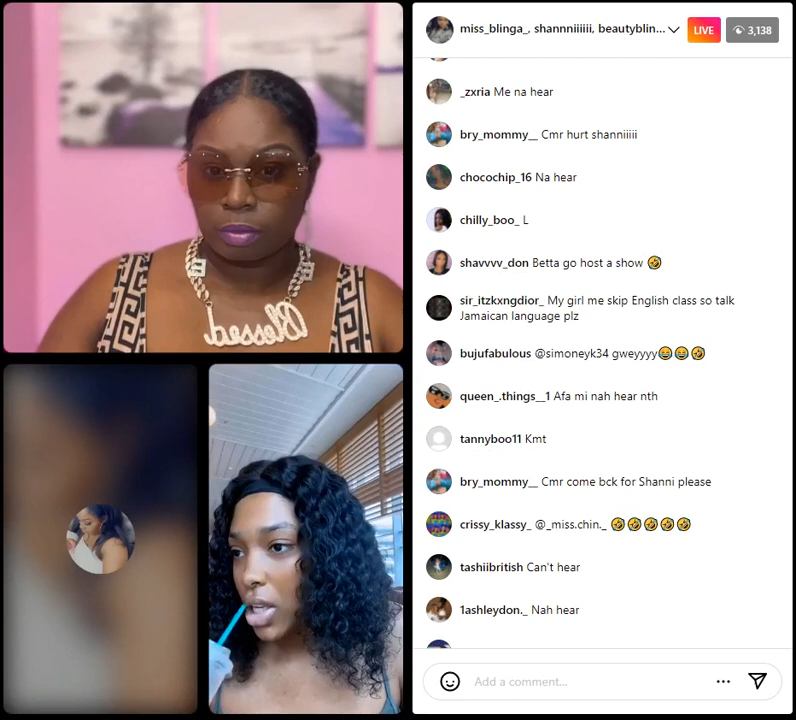 Blessed
miss_blinga_, shannniiiiii, beautyblin...
LIVE
3,138
_zxria Me na hear
bry_mommy__ Cmr hurt shanniiiii
chocochip_16 Na hear
chilly_boo_ L
shavvvv_don Betta go host a show 🤣
sir_itzkxngdior_ My girl me skip English class so talk
Jamaican language plz
bujufabulous @simoneyk34 gweyyyy😂😂🤣
queen_.things__1 Afa mi nah hear nth
tannyboo11 Kmt
bry_mommy__ Cmr come bck for Shanni please
crissy_klassy_ @_miss.chin._ 🤣🤣🤣🤣🤣
tashiibritish Can't hear
1ashleydon._ Nah hear
Add a comment...